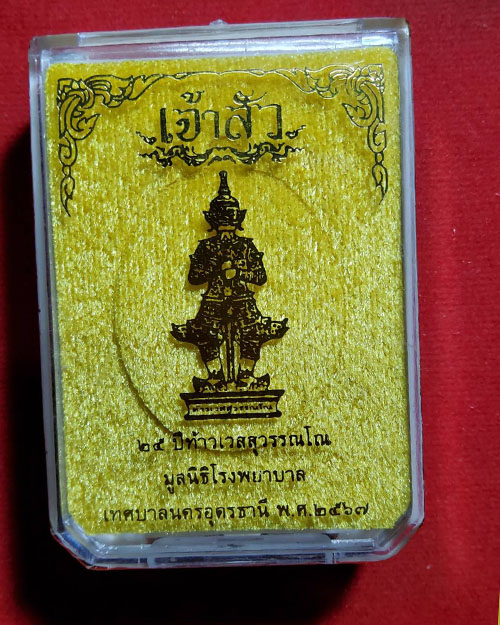 เจ้าสัว
๒๕ ปีท้าวเวสสุวรรณโณ
มูลนิธิโรงพยาบาล
เทศบาลนครอุดรธานี พ.ศ.๒๕๖๗